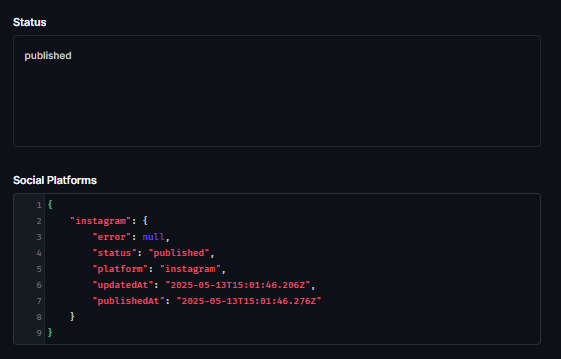 Status
published
Social Platforms
1 {
2 "instagram": {
3 "error": null,
4 "status": "published",
5 "platform": "instagram",
6 "updatedAt": "2025-05-13T15:01:46.206Z",
7 "publishedAt": "2025-05-13T15:01:46.276Z"
8 }
9 }